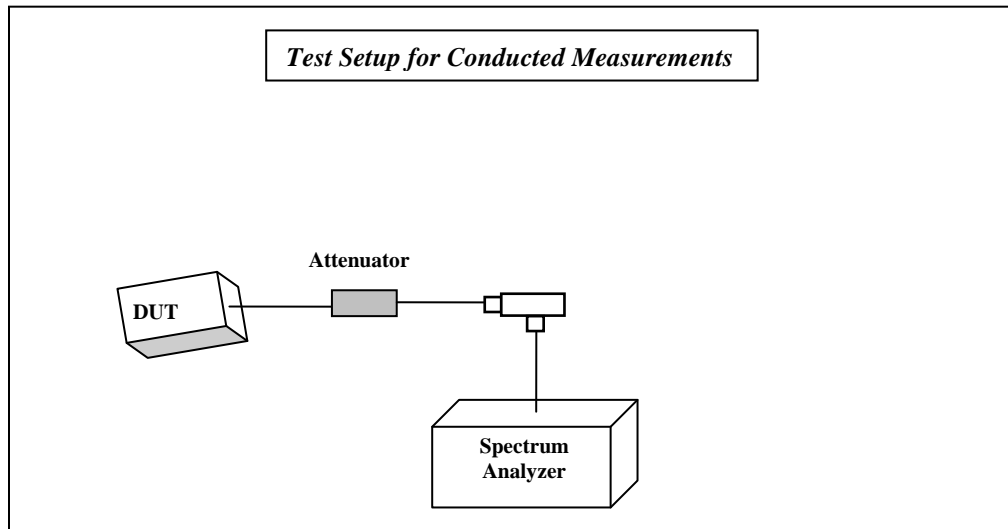 Test Setup for Conducted Measurements
Attenuator
DUT
Spectrum
Analyzer